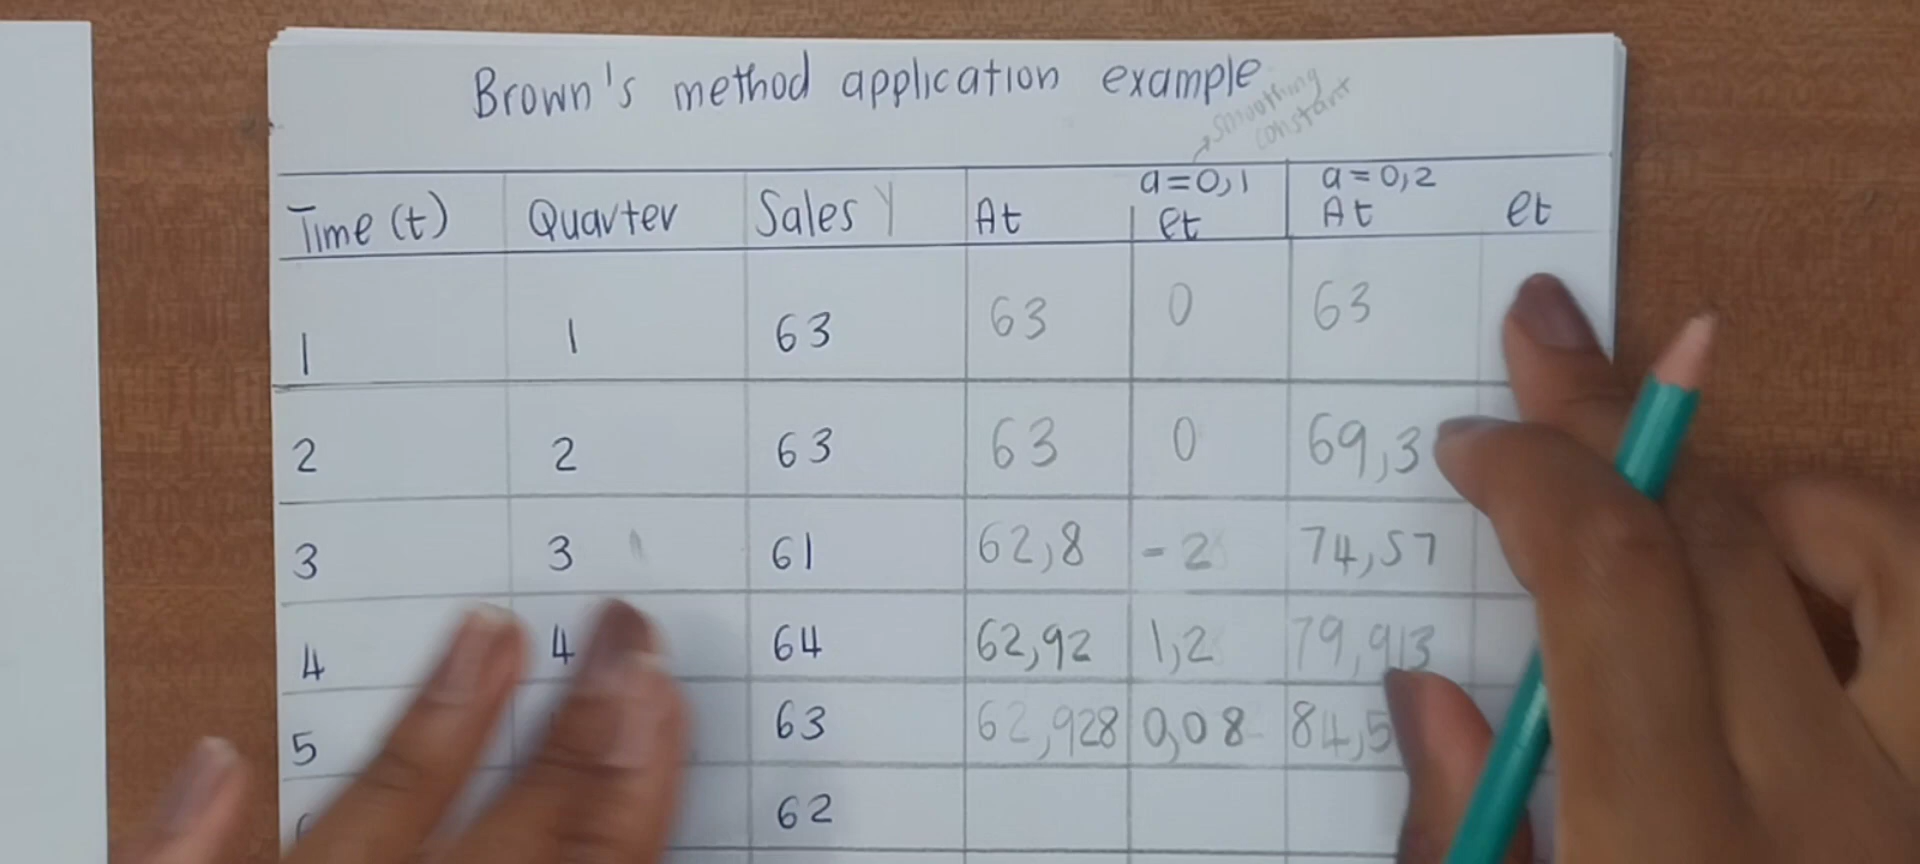 Brown's method application example
smoothing
constant
a=0,1 a=0,2
Time (t) Quarter Sales Y At et At et
1 1 63 63 0 63
2 2 63 63 0 69,3
3 3 61 62,8 -2 74,57
4 4 64 62,92 1,2 79,913
5 63 62,928 0,08 84,5
62